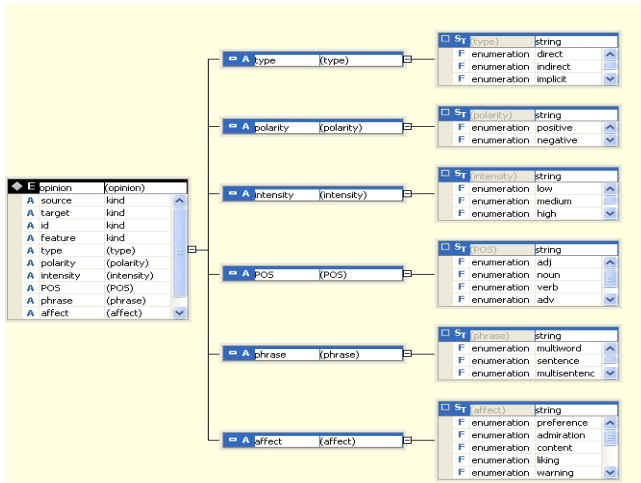 E opinion (opinion)
A source kind
A target kind
A id kind
A feature kind
A type (type)
A polarity (polarity)
A intensity (intensity)
A POS (POS)
A phrase (phrase)
A affect (affect)
A type (type)
ST (type) string
F enumeration direct
F enumeration indirect
F enumeration implicit
A polarity (polarity)
ST (polarity) string
F enumeration positive
F enumeration negative
A intensity (intensity)
ST (intensity) string
F enumeration low
F enumeration medium
F enumeration high
A POS (POS)
ST (POS) string
F enumeration adj
F enumeration noun
F enumeration verb
F enumeration adv
A phrase (phrase)
ST (phrase) string
F enumeration multiword
F enumeration sentence
F enumeration multisentenc
A affect (affect)
ST (affect) string
F enumeration preference
F enumeration admiration
F enumeration content
F enumeration liking
F enumeration warning